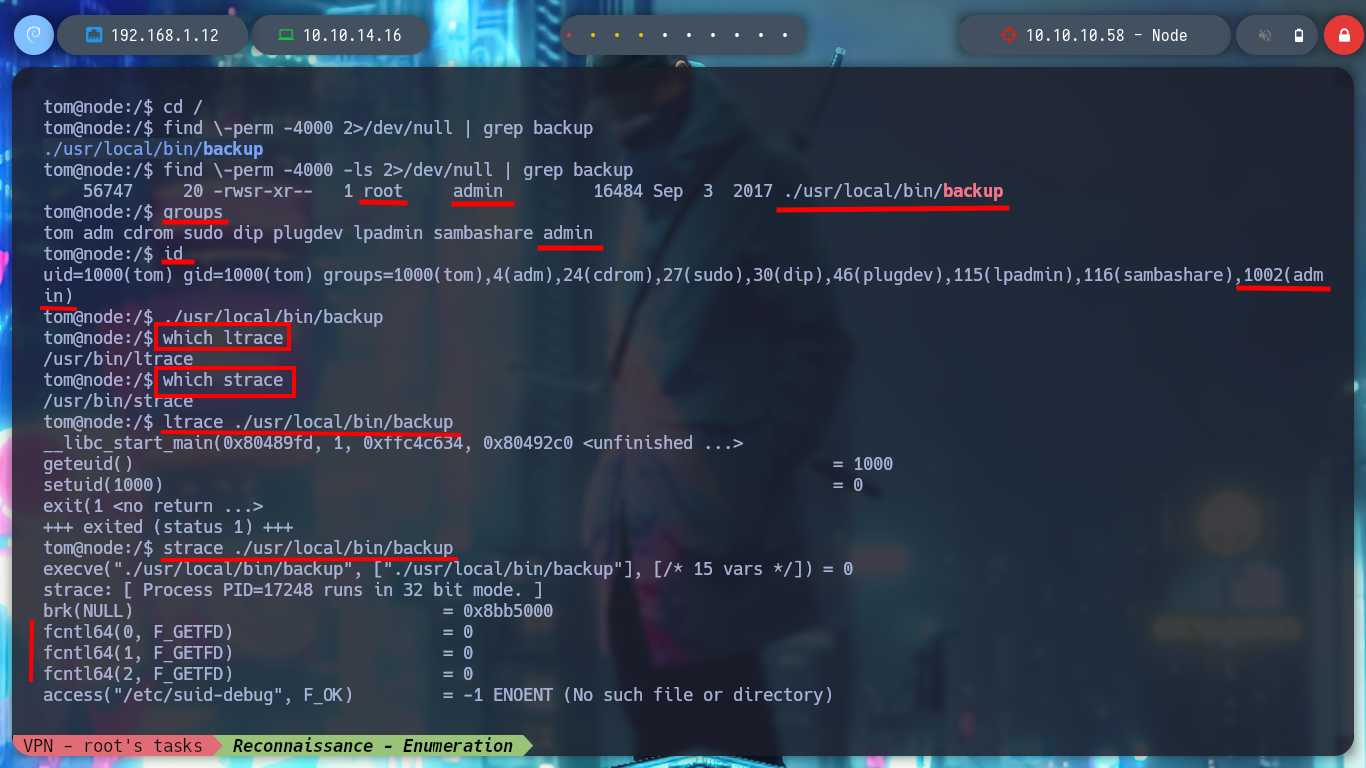 192.168.1.12
10.10.14.16
10.10.10.58 - Node
tom@node:/$ cd /
tom@node:/$ find \-perm -4000 2>/dev/null | grep backup
./usr/local/bin/backup
tom@node:/$ find \-perm -4000 -ls 2>/dev/null | grep backup
56747     20 -rwsr-xr--   1 root     admin         16484 Sep  3  2017 ./usr/local/bin/backup
tom@node:/$ groups
tom adm cdrom sudo dip plugdev lpadmin sambashare admin
tom@node:/$ id
uid=1000(tom) gid=1000(tom) groups=1000(tom),4(adm),24(cdrom),27(sudo),30(dip),46(plugdev),115(lpadmin),116(sambashare),1002(adm
in)
tom@node:/$ ./usr/local/bin/backup
tom@node:/$ which ltrace
/usr/bin/ltrace
tom@node:/$ which strace
/usr/bin/strace
tom@node:/$ ltrace ./usr/local/bin/backup
__libc_start_main(0x80489fd, 1, 0xffc4c634, 0x80492c0 <unfinished ...>
geteuid()                                                                      = 1000
setuid(1000)                                                                   = 0
exit(1 <no return ...>
+++ exited (status 1) +++
tom@node:/$ strace ./usr/local/bin/backup
execve("./usr/local/bin/backup", ["./usr/local/bin/backup"], [/* 15 vars */]) = 0
strace: [ Process PID=17248 runs in 32 bit mode. ]
brk(NULL)                               = 0x8bb5000
fcntl64(0, F_GETFD)                     = 0
fcntl64(1, F_GETFD)                     = 0
fcntl64(2, F_GETFD)                     = 0
access("/etc/suid-debug", F_OK)         = -1 ENOENT (No such file or directory)
VPN - root's tasks  Reconnaissance - Enumeration